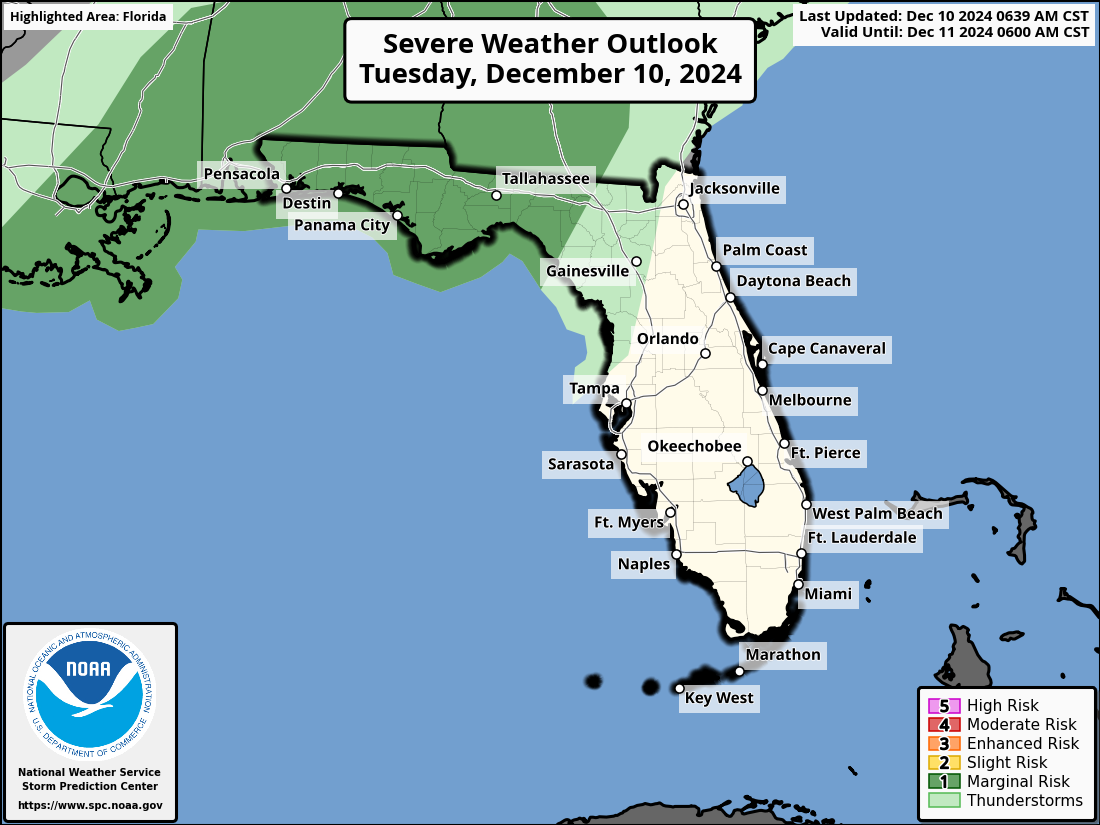 Highlighted Area: Florida
Severe Weather Outlook
Tuesday, December 10, 2024
Last Updated: Dec 10 2024 0639 AM CST
Valid Until: Dec 11 2024 0600 AM CST
Pensacola
Tallahassee
Jacksonville
Destin
Panama City
Palm Coast
Gainesville
Daytona Beach
Orlando
Cape Canaveral
Tampa
Melbourne
Okeechobee
Ft. Pierce
Sarasota
West Palm Beach
Ft. Myers
Ft. Lauderdale
Naples
Miami
Marathon
Key West
NATIONAL OCEANIC AND ATMOSPHERIC ADMINISTRATION
NOAA
U.S. DEPARTMENT OF COMMERCE
National Weather Service
Storm Prediction Center
https://www.spc.noaa.gov
5 High Risk
4 Moderate Risk
3 Enhanced Risk
2 Slight Risk
1 Marginal Risk
Thunderstorms